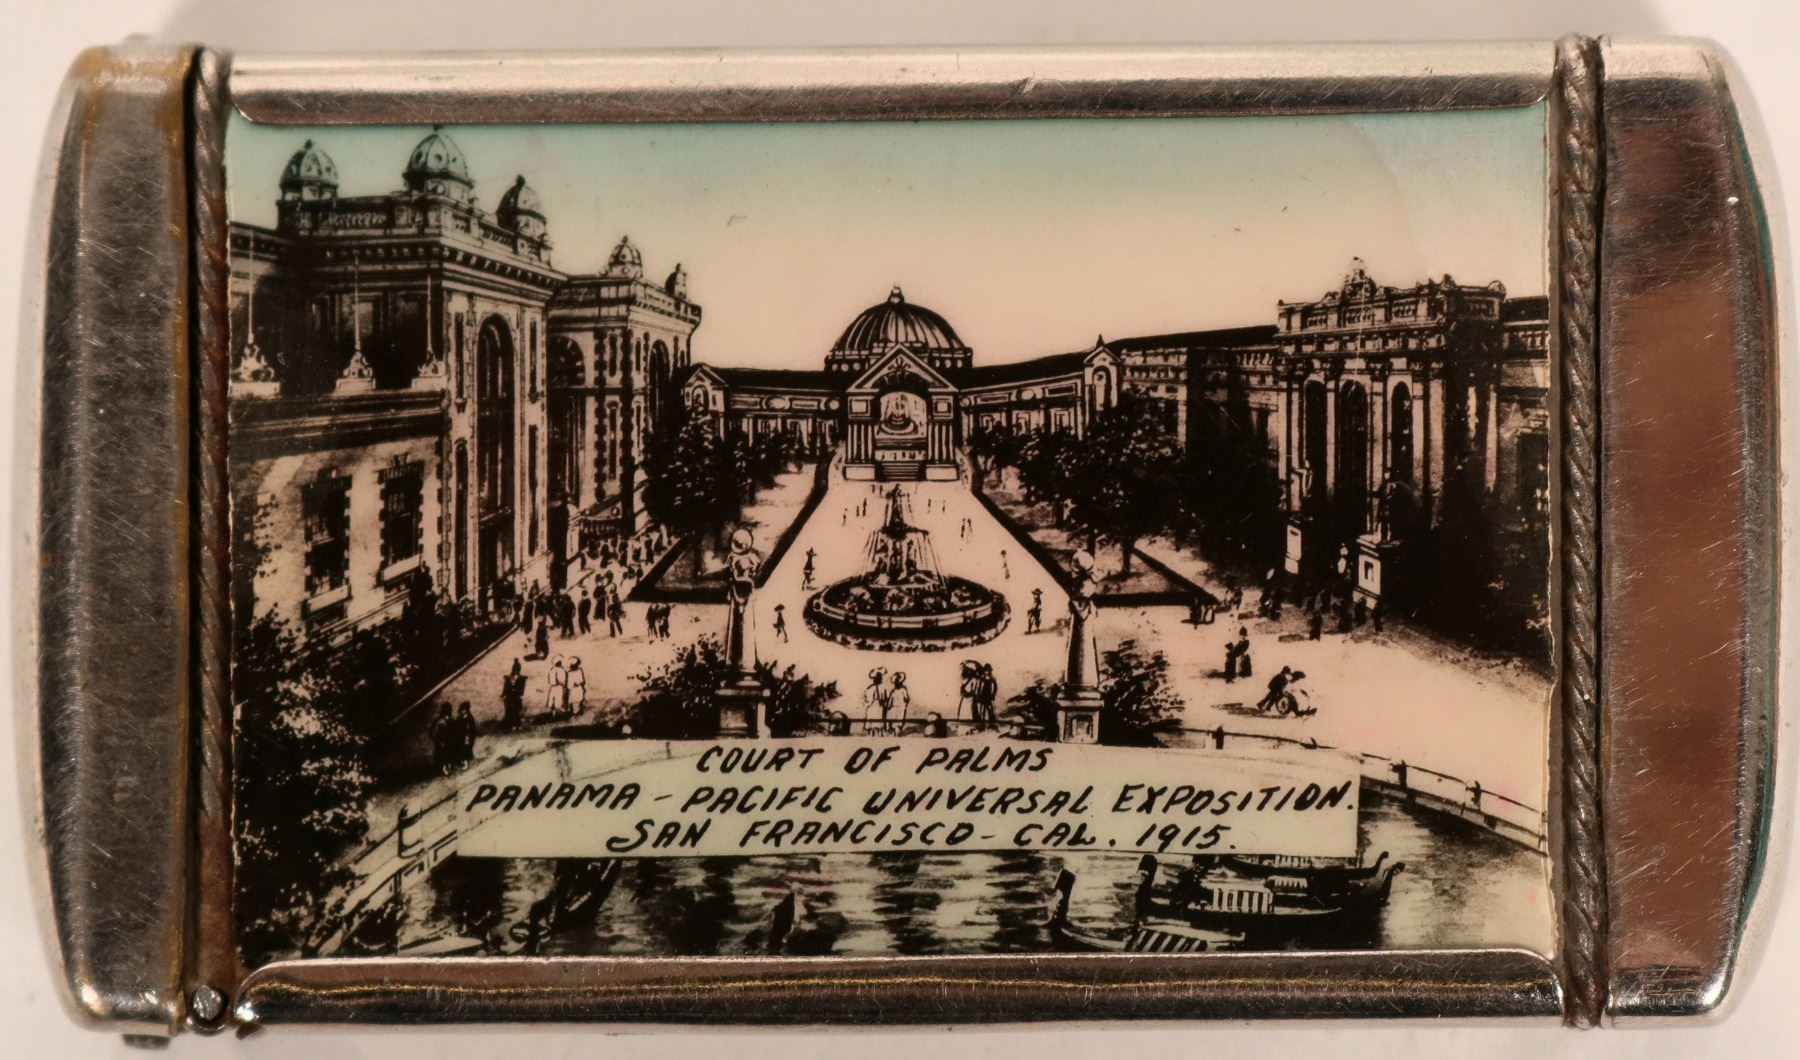 COURT OF PALMS
PANAMA - PACIFIC UNIVERSAL EXPOSITION.
SAN FRANCISCO - CAL. 1915.